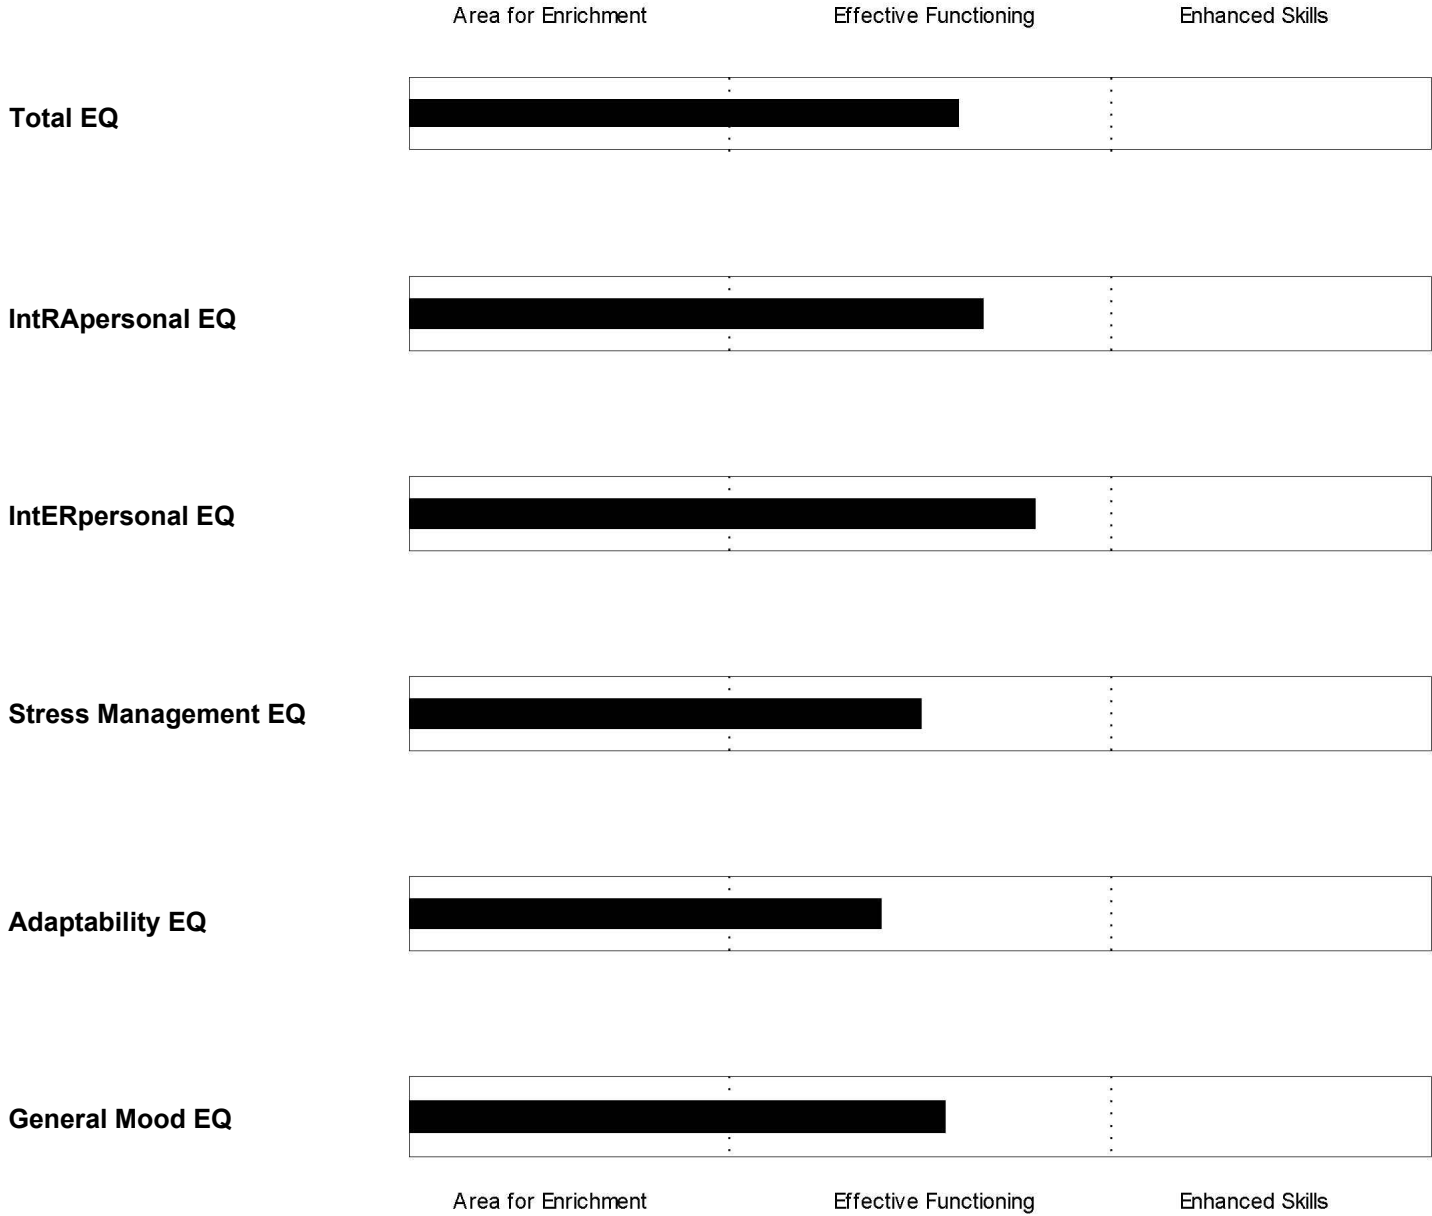 Area for Enrichment Effective Functioning Enhanced Skills
Total EQ
IntRApersonal EQ
IntERpersonal EQ
Stress Management EQ
Adaptability EQ
General Mood EQ
Area for Enrichment Effective Functioning Enhanced Skills